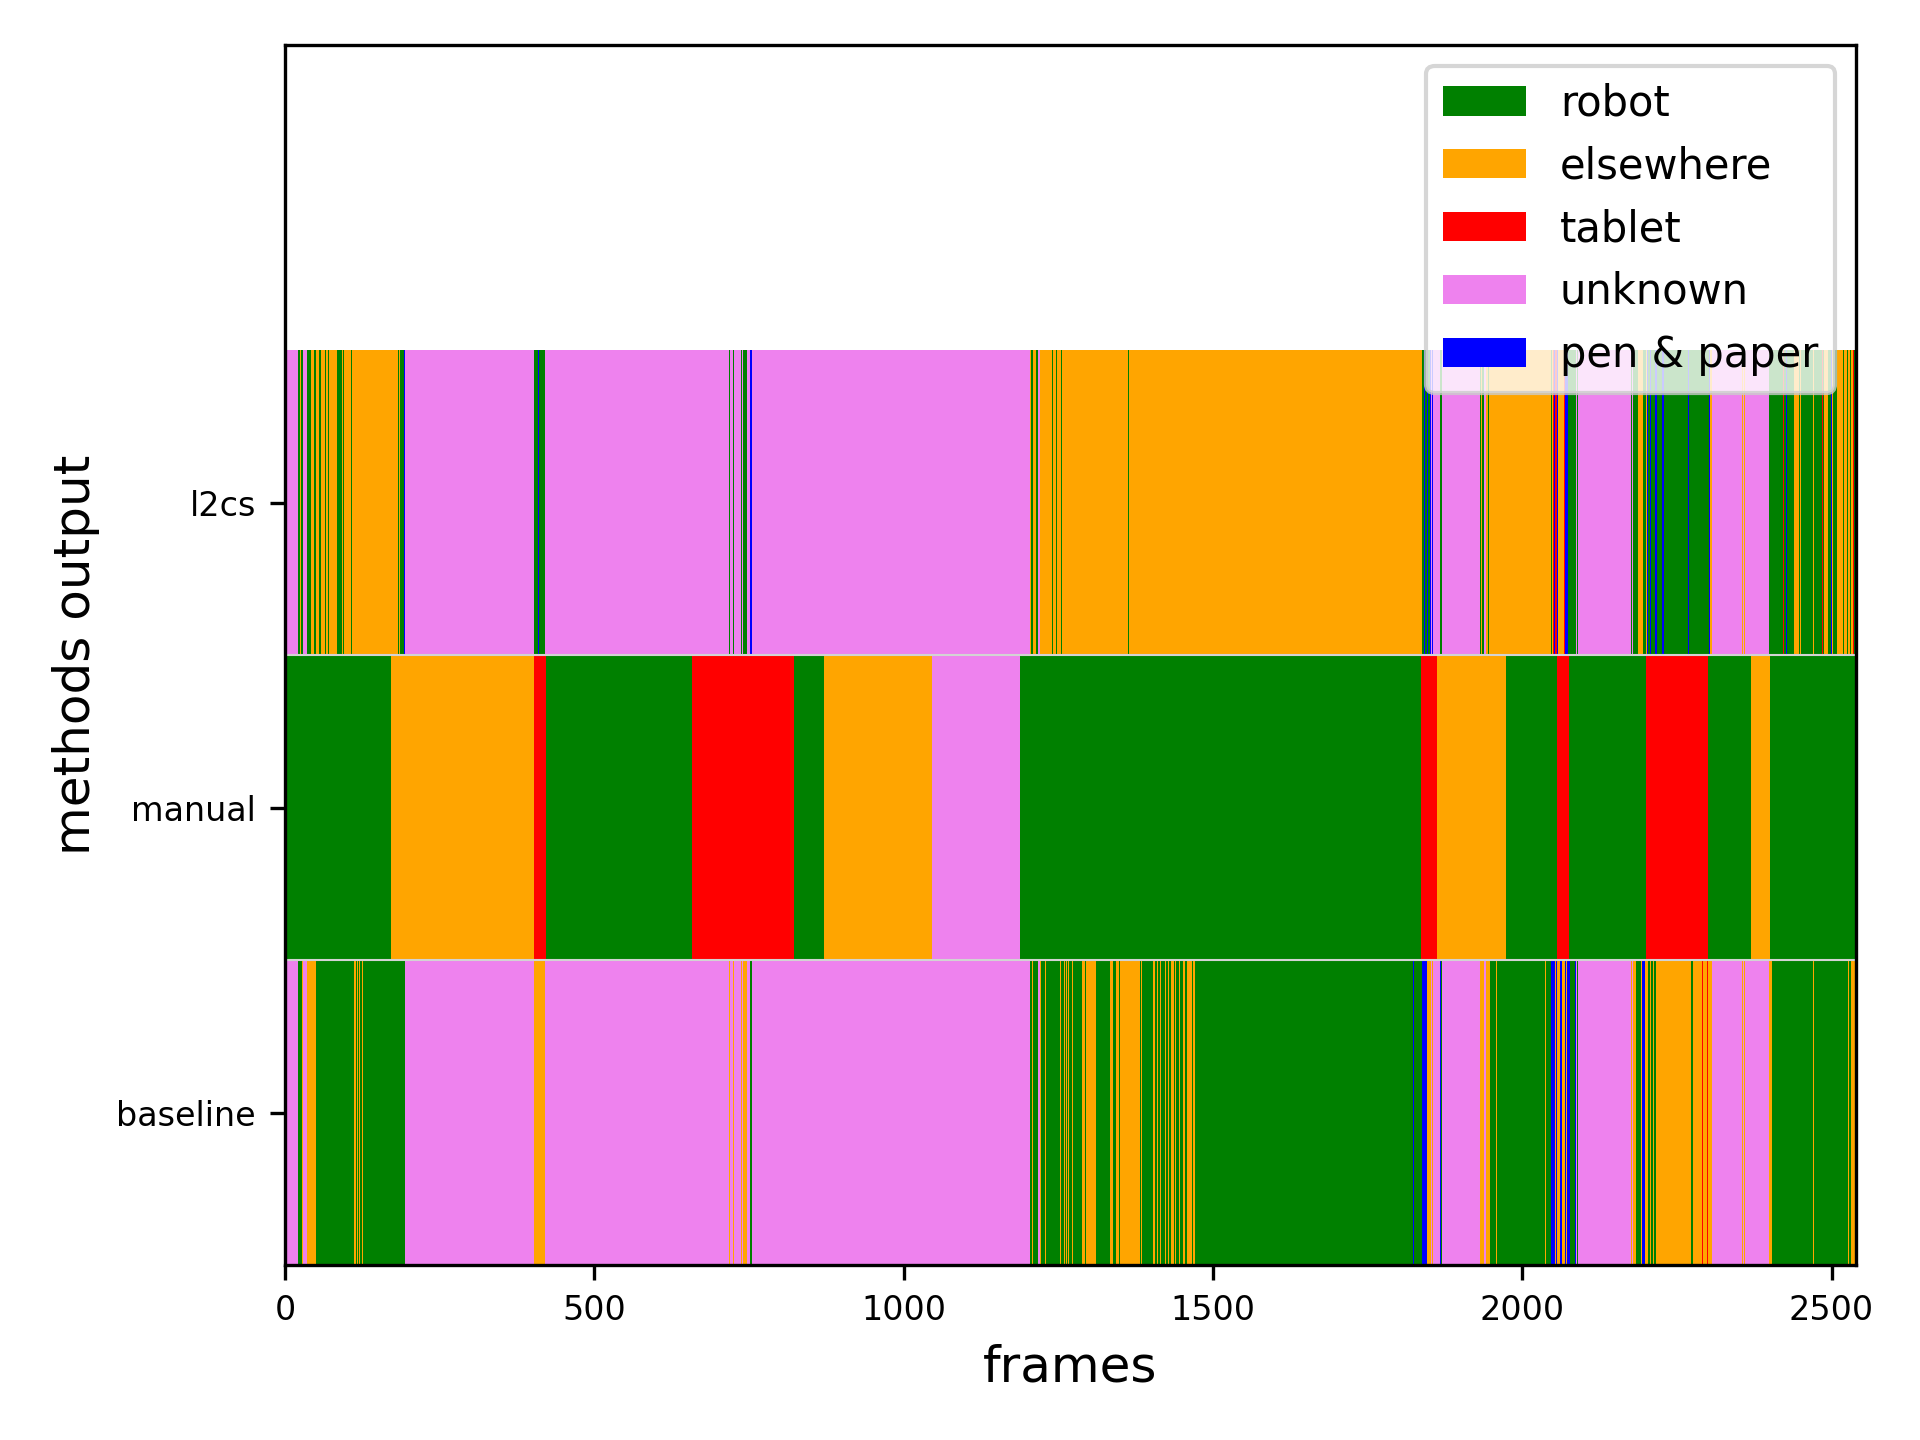 robot
elsewhere
tablet
unknown
pen & paper
methods output
l2cs
manual
baseline
0 500 1000 1500 2000 2500
frames